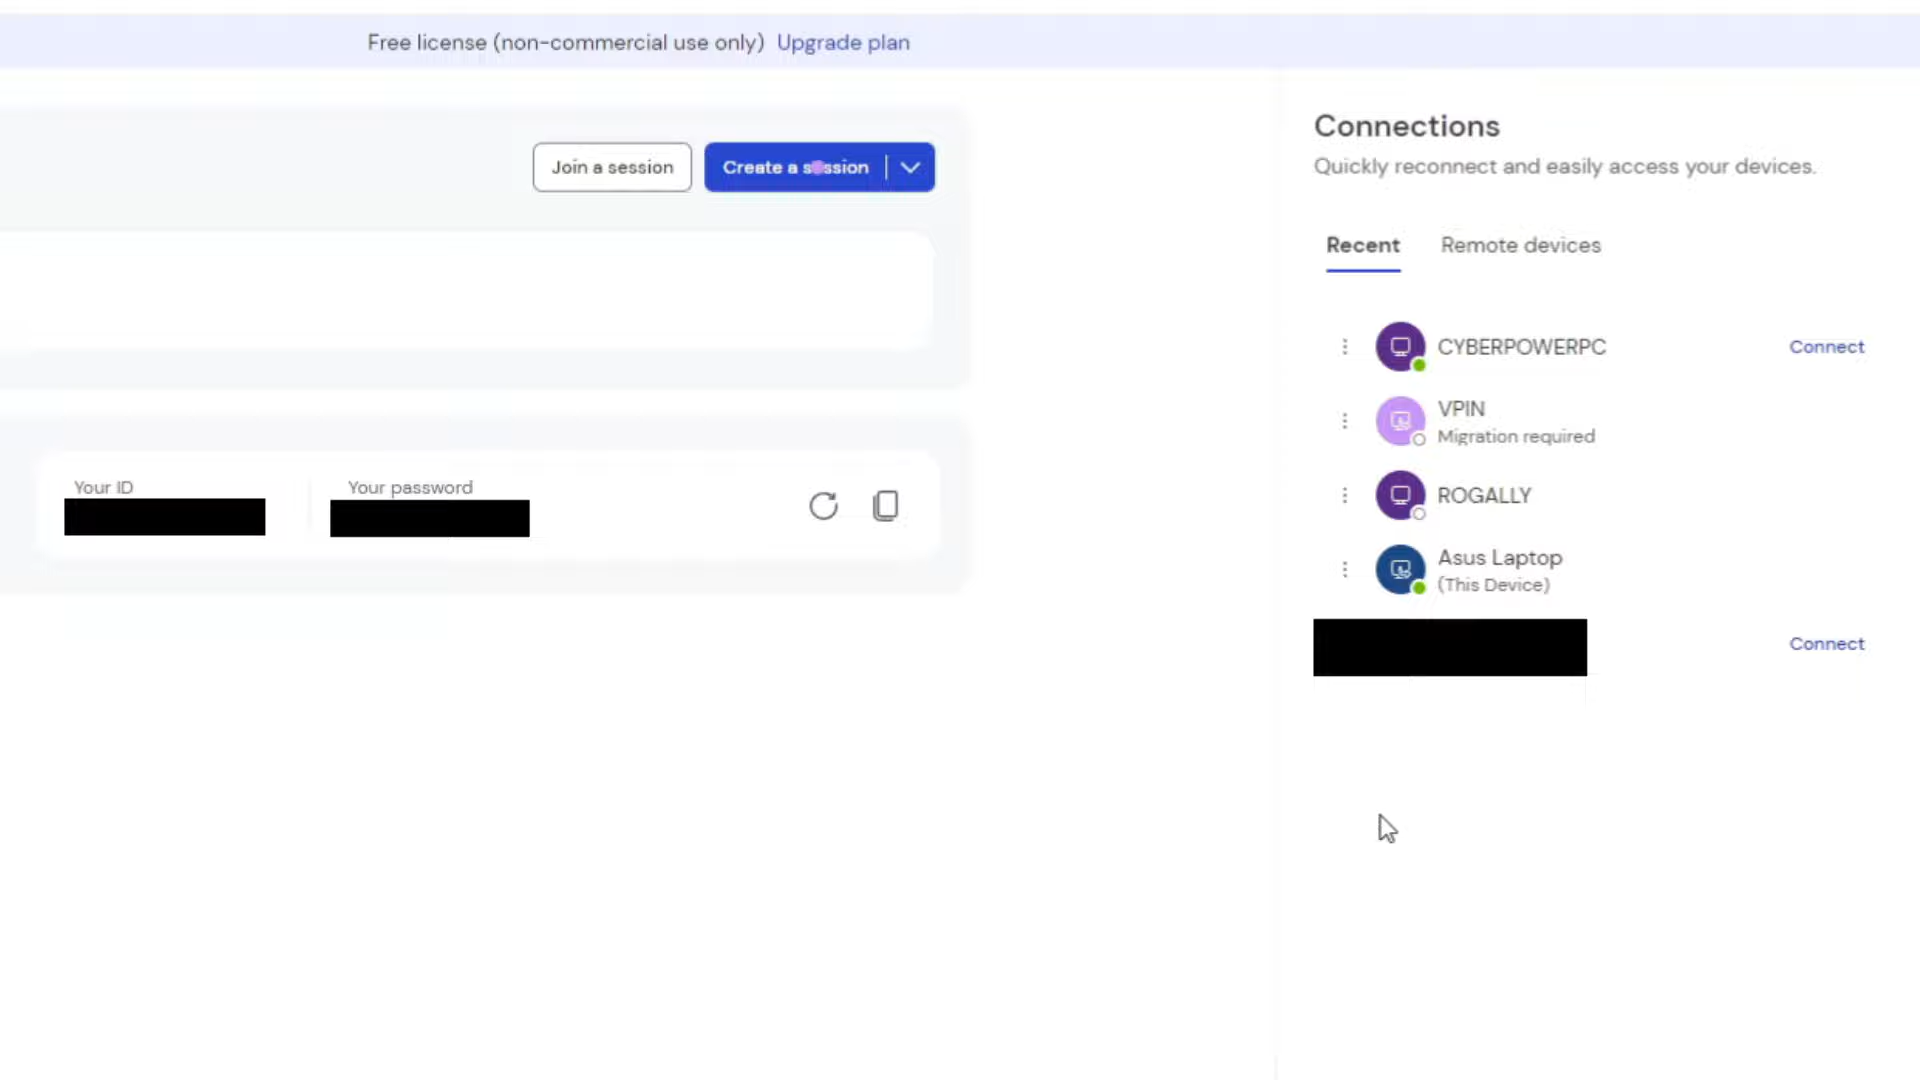 Free license (non-commercial use only) Upgrade plan
Join a session
Create a session
Your ID
Your password
Connections
Quickly reconnect and easily access your devices.
Recent Remote devices
CYBERPOWERPC Connect
VPIN
Migration required
ROGALLY
Asus Laptop
(This Device)
Connect